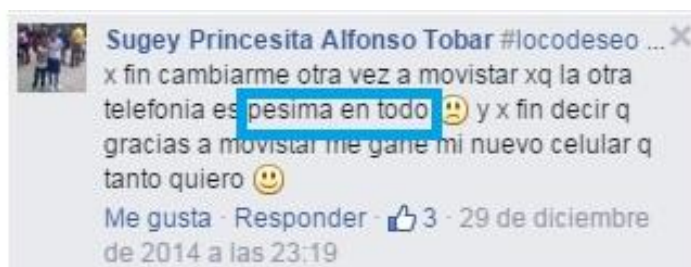 Sugey Princesita Alfonso Tobar #locodeseo ...
x fin cambiarme otra vez a movistar xq la otra
telefonia es pesima en todo 🙁 y x fin decir q
gracias a movistar me gane mi nuevo celular q
tanto quiero 🙂
Me gusta · Responder · 3 · 29 de diciembre
de 2014 a las 23:19